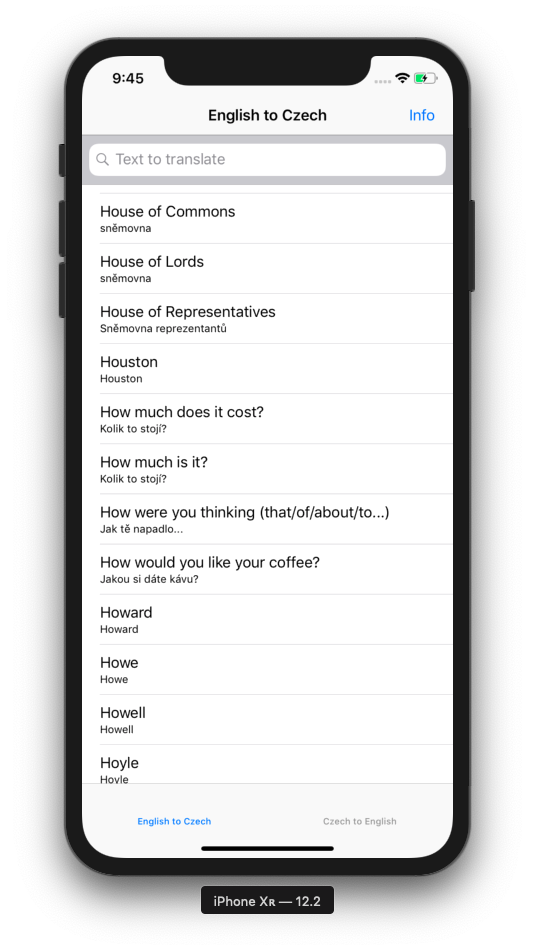 9:45
English to Czech
Info
Text to translate
House of Commons
sněmovna
House of Lords
sněmovna
House of Representatives
Sněmovna reprezentantů
Houston
Houston
How much does it cost?
Kolik to stojí?
How much is it?
Kolik to stojí?
How were you thinking (that/of/about/to...)
Jak tě napadlo...
How would you like your coffee?
Jakou si dáte kávu?
Howard
Howard
Howe
Howe
Howell
Howell
Hoyle
Hoyle
English to Czech
Czech to English
iPhone Xʀ — 12.2